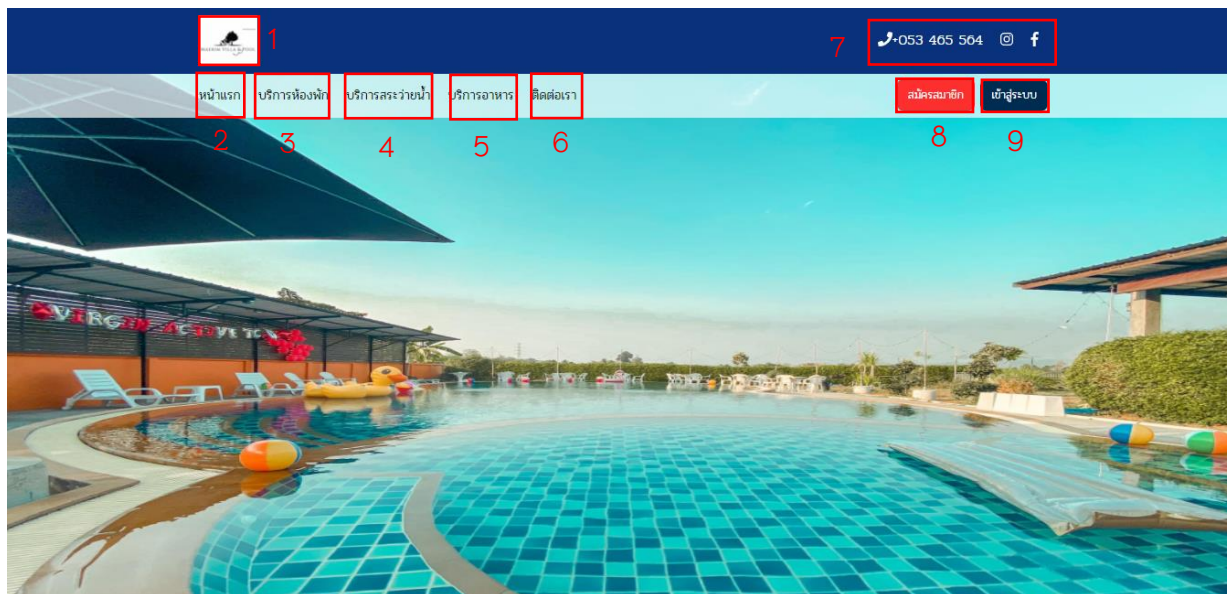 1
7
+053 465 564
หน้าแรก
บริการห้องพัก
บริการสระว่ายน้ำ
บริการอาหาร
ติดต่อเรา
สมัครสมาชิก
เข้าสู่ระบบ
2
3
4
5
6
8
9